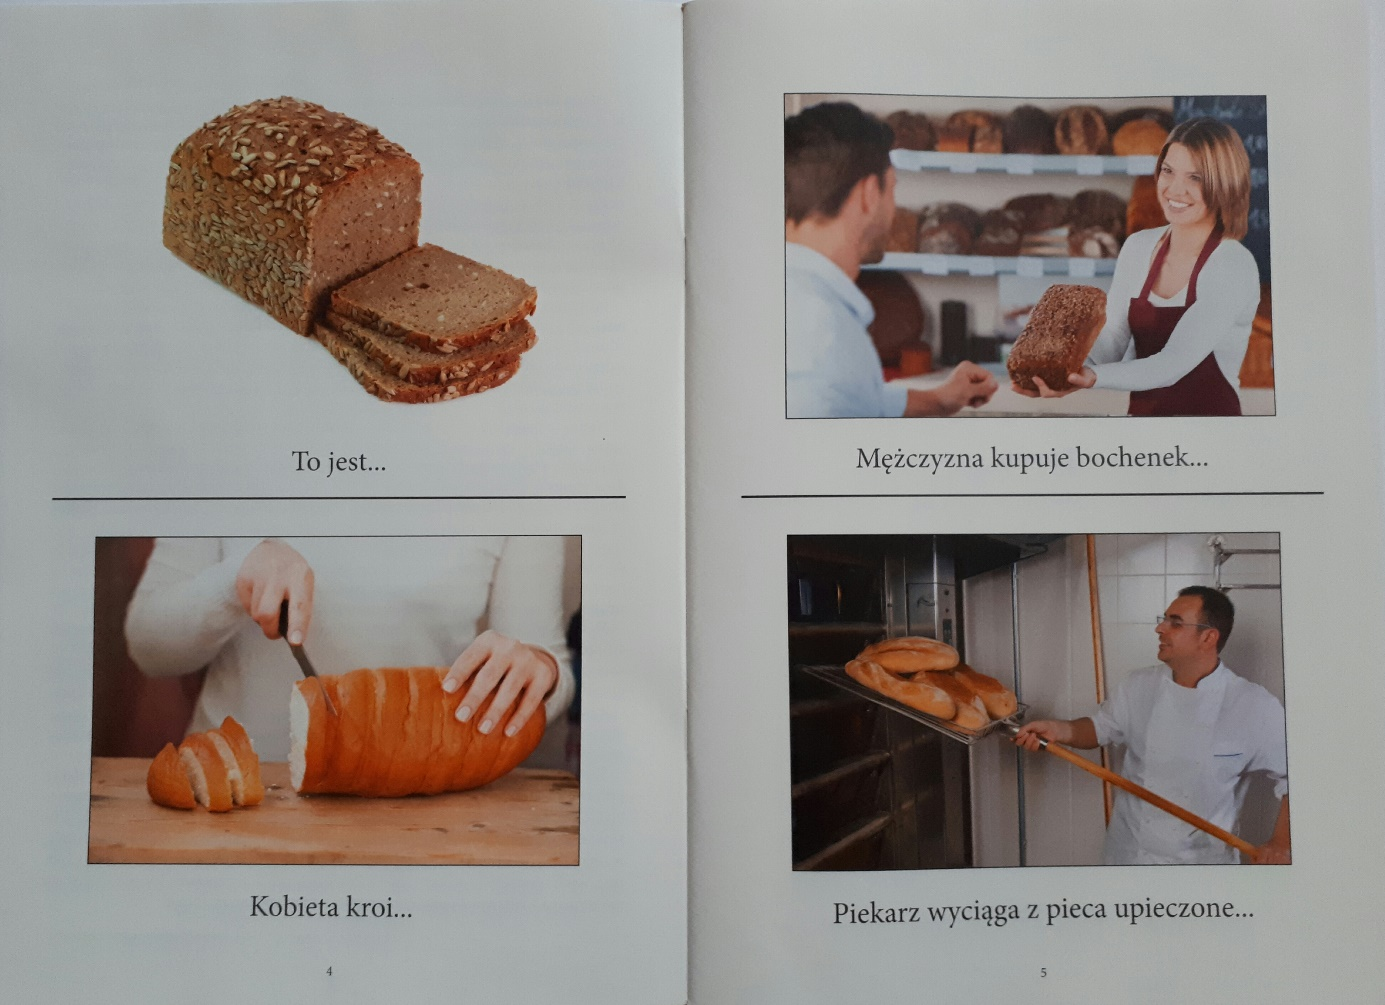 To jest...
Kobieta kroi...
4
Mężczyzna kupuje bochenek...
Piekarz wyciąga z pieca upieczone...
5